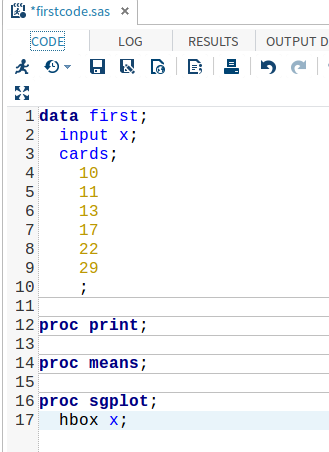 *firstcode.sas ×
CODE LOG RESULTS OUTPUT D
1 data first;
2 input x;
3 cards;
4 10
5 11
6 13
7 17
8 22
9 29
10 ;
11
12 proc print;
13
14 proc means;
15
16 proc sgplot;
17 hbox x;